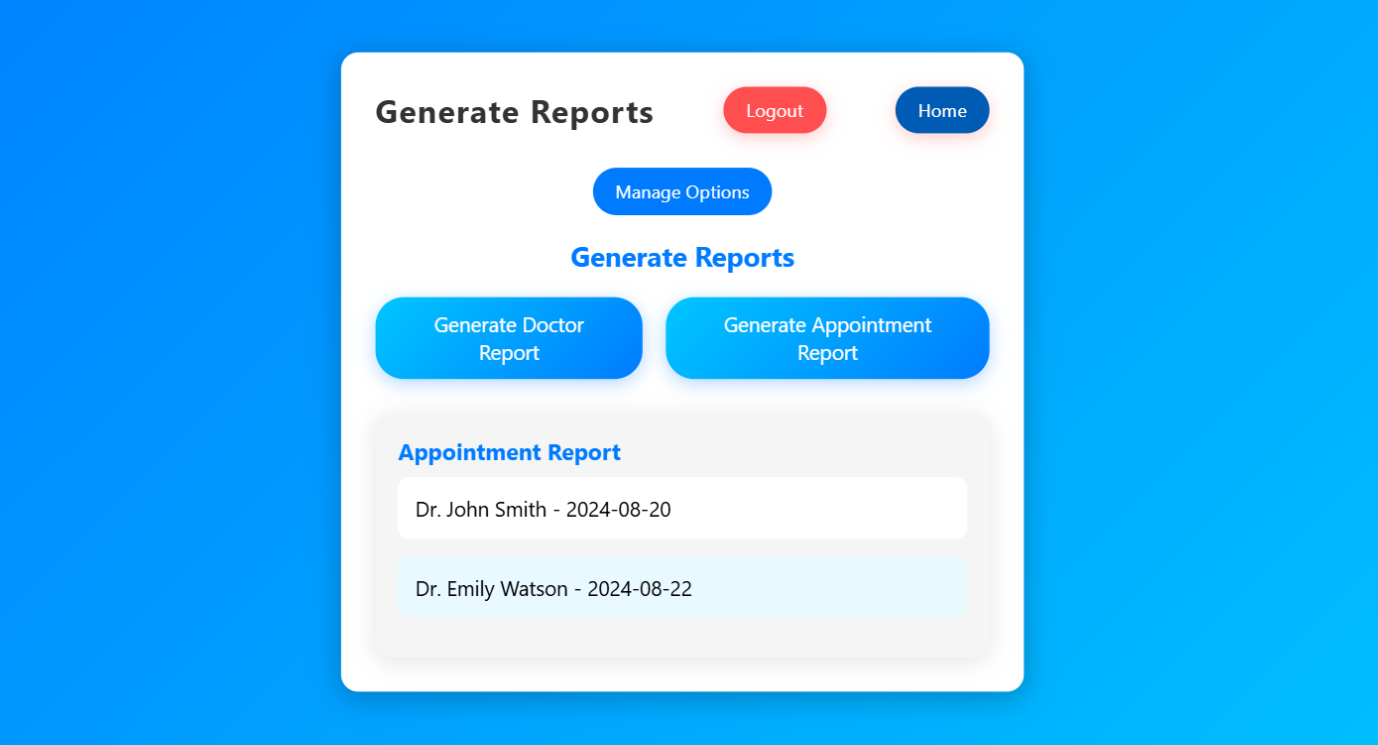 Generate Reports
Logout
Home
Manage Options
Generate Reports
Generate Doctor
Report
Generate Appointment
Report
Appointment Report
Dr. John Smith - 2024-08-20
Dr. Emily Watson - 2024-08-22